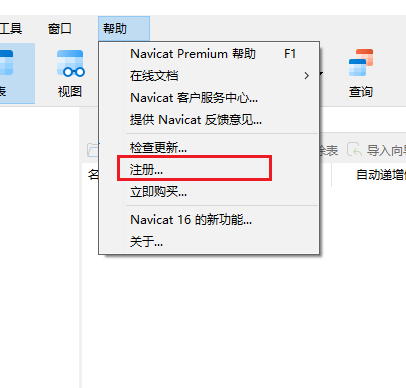 工具 窗口 帮助
表 视图 查询
Navicat Premium 帮助 F1
在线文档
Navicat 客户服务中心...
提供 Navicat 反馈意见...
检查更新...
除表 导入向导
注册...
名 自动递增值
立即购买...
Navicat 16 的新功能...
关于...